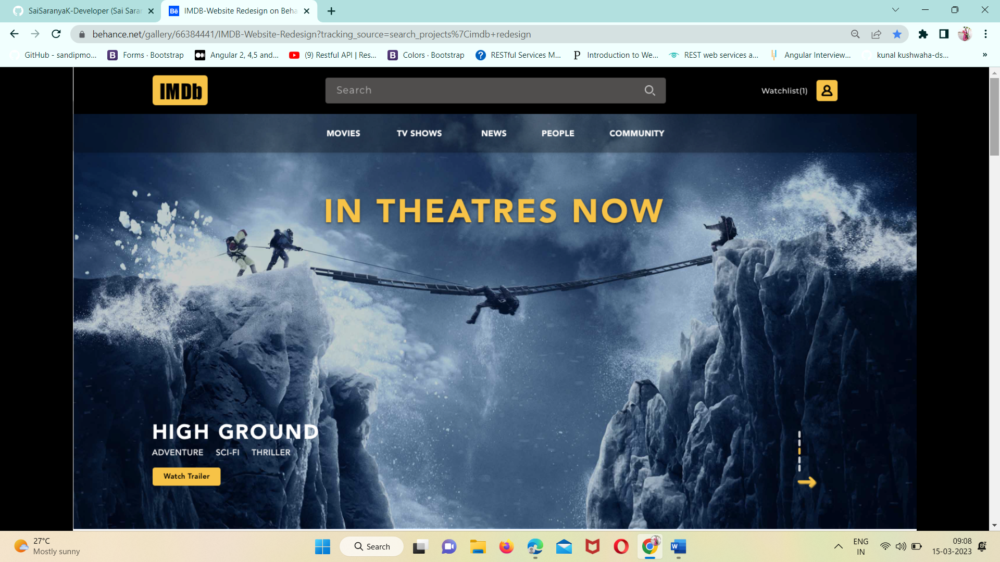 SaiSaranyaK-Developer (Sai Saran
Bē IMDB-Website Redesign on Beha
behance.net/gallery/66384441/IMDB-Website-Redesign?tracking_source=search_projects%7Cimdb+redesign
GitHub - sandipmo... B Forms · Bootstrap Angular 2, 4,5 and... (9) Restful API | Res... B Colors · Bootstrap ? RESTful Services M... P Introduction to We... REST web services a... Angular Interview... kunal kushwaha-ds... »
IMDb Search Watchlist(1)
MOVIES TV SHOWS NEWS PEOPLE COMMUNITY
IN THEATRES NOW
HIGH GROUND
ADVENTURE SCI-FI THRILLER
Watch Trailer
27°C
Mostly sunny
Search
W
ENG
IN
09:08
15-03-2023